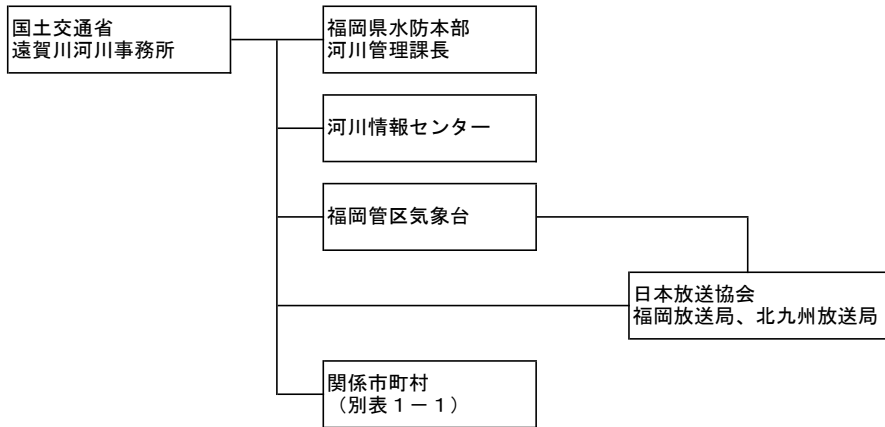 国土交通省
遠賀川河川事務所
福岡県水防本部
河川管理課長
河川情報センター
福岡管区気象台
日本放送協会
福岡放送局、北九州放送局
関係市町村
（別表１－１）